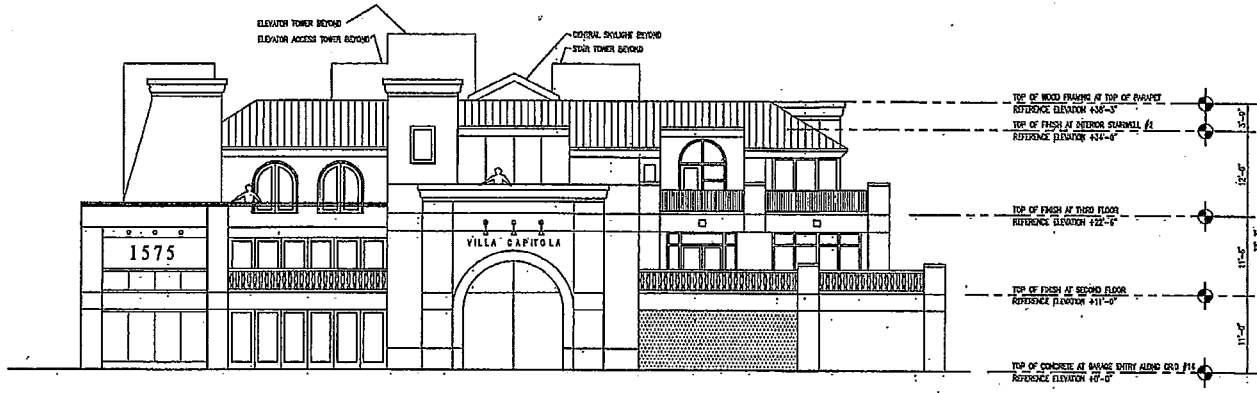 ELEVATOR TOWER BEYOND
ELEVATOR ACCESS TOWER BEYOND
CENTRAL SKYLIGHT BEYOND
STAIR TOWER BEYOND
1575
VILLA CAPITOLA
TOP OF WOOD FRAMING AT TOP OF PARAPET
REFERENCE ELEVATION +38'-3"
TOP OF FINISH AT INTERIOR STAIRWELL #2
REFERENCE ELEVATION +34'-6"
TOP OF FINISH AT THIRD FLOOR
REFERENCE ELEVATION +22'-6"
TOP OF FINISH AT SECOND FLOOR
REFERENCE ELEVATION +11'-0"
TOP OF CONCRETE AT GARAGE ENTRY ALONG GRID #14
REFERENCE ELEVATION +0'-0"
12'-0"
11'-6"
11'-0"